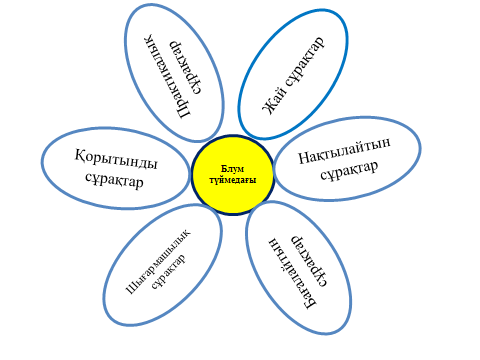 Практикалық
сұрақтар
Жай сұрақтар
Қорытынды
сұрақтар
Блум
түймедағы
Нақтылайтын
сұрақтар
Шығармашылық
сұрақтар
Бағалайтын
сұрақтар